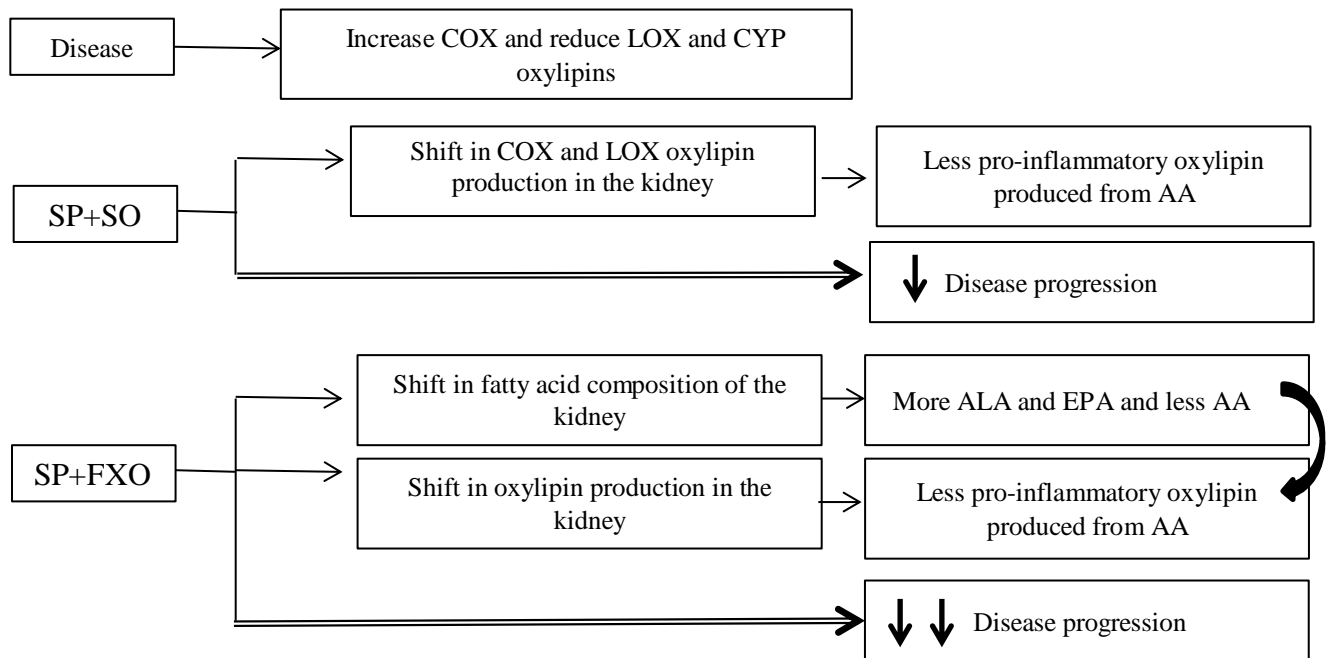 Disease
Increase COX and reduce LOX and CYP
oxylipins
SP+SO
Shift in COX and LOX oxylipin
production in the kidney
Less pro-inflammatory oxylipin
produced from AA
Disease progression
SP+FXO
Shift in fatty acid composition of the
kidney
More ALA and EPA and less AA
Shift in oxylipin production in the
kidney
Less pro-inflammatory oxylipin
produced from AA
Disease progression